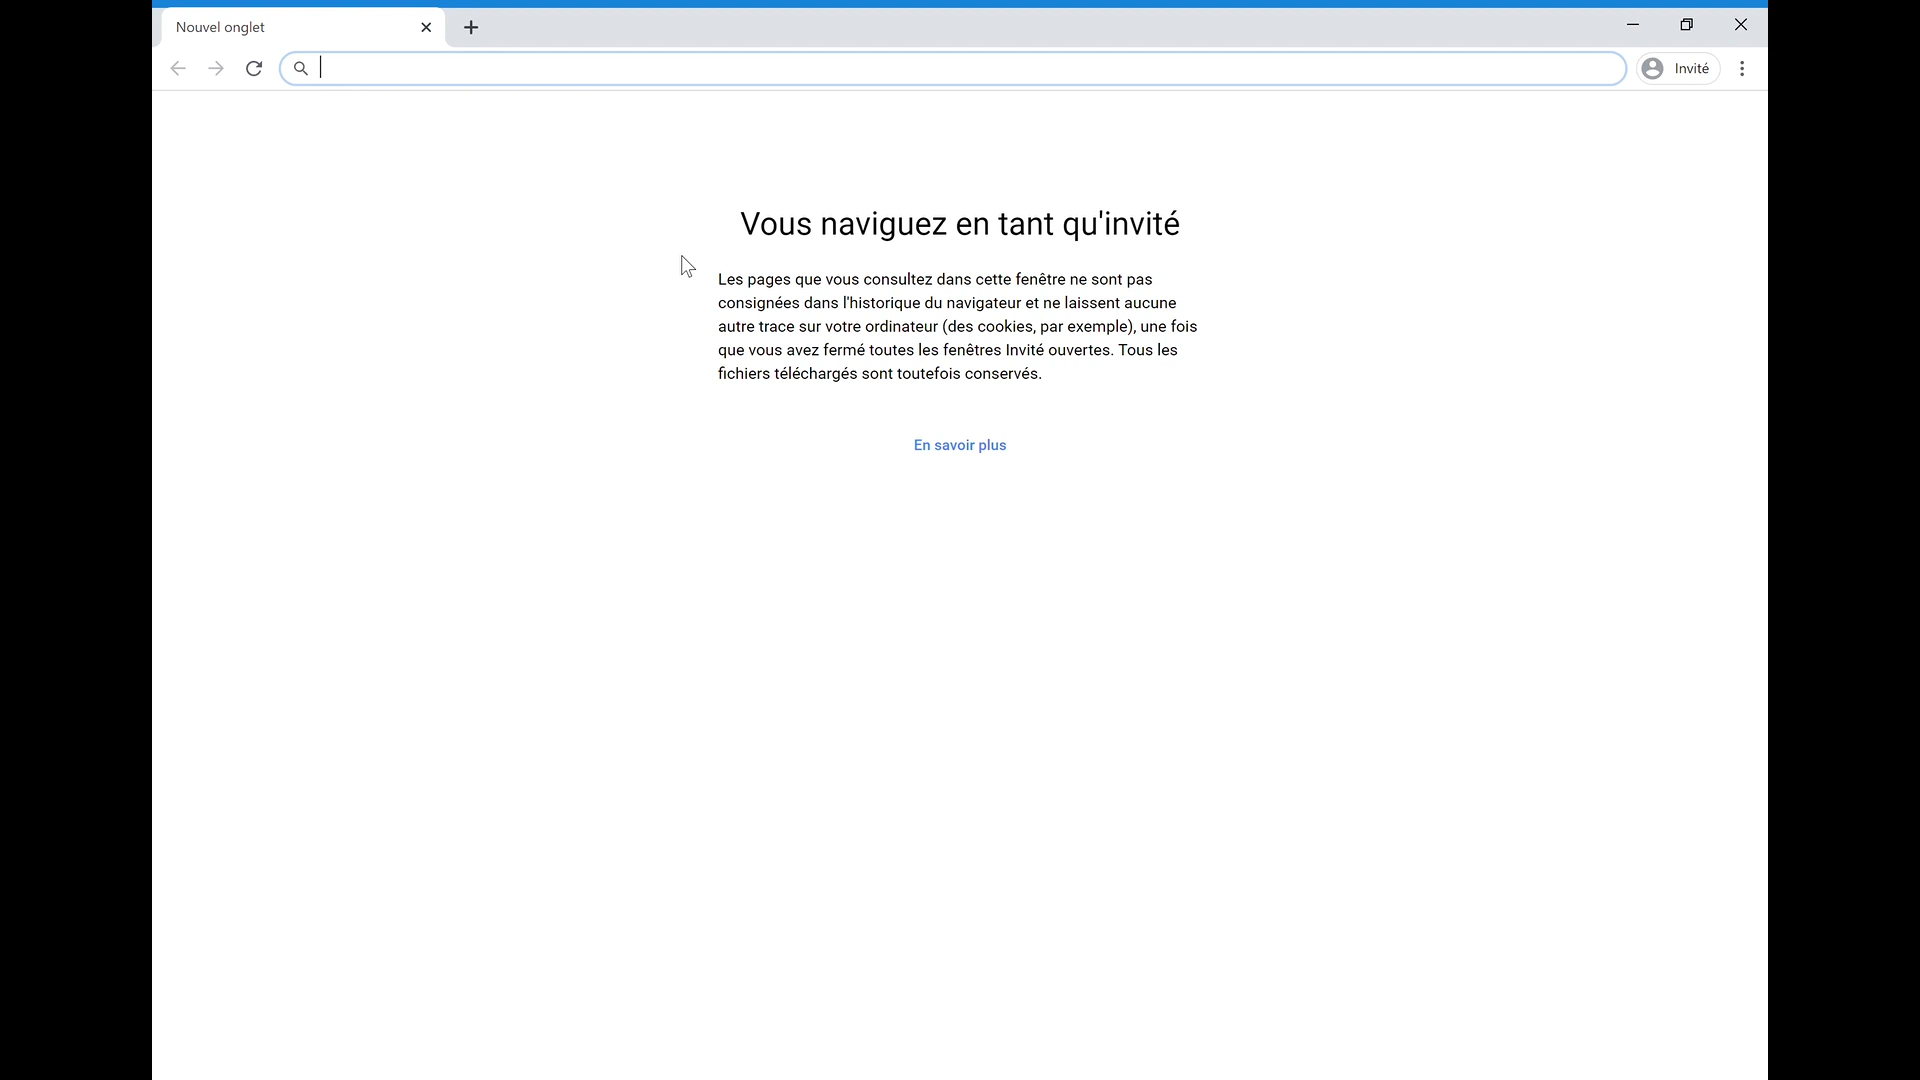 Nouvel onglet
Invité
Vous naviguez en tant qu'invité
Les pages que vous consultez dans cette fenêtre ne sont pas
consignées dans l'historique du navigateur et ne laissent aucune
autre trace sur votre ordinateur (des cookies, par exemple), une fois
que vous avez fermé toutes les fenêtres Invité ouvertes. Tous les
fichiers téléchargés sont toutefois conservés.
En savoir plus